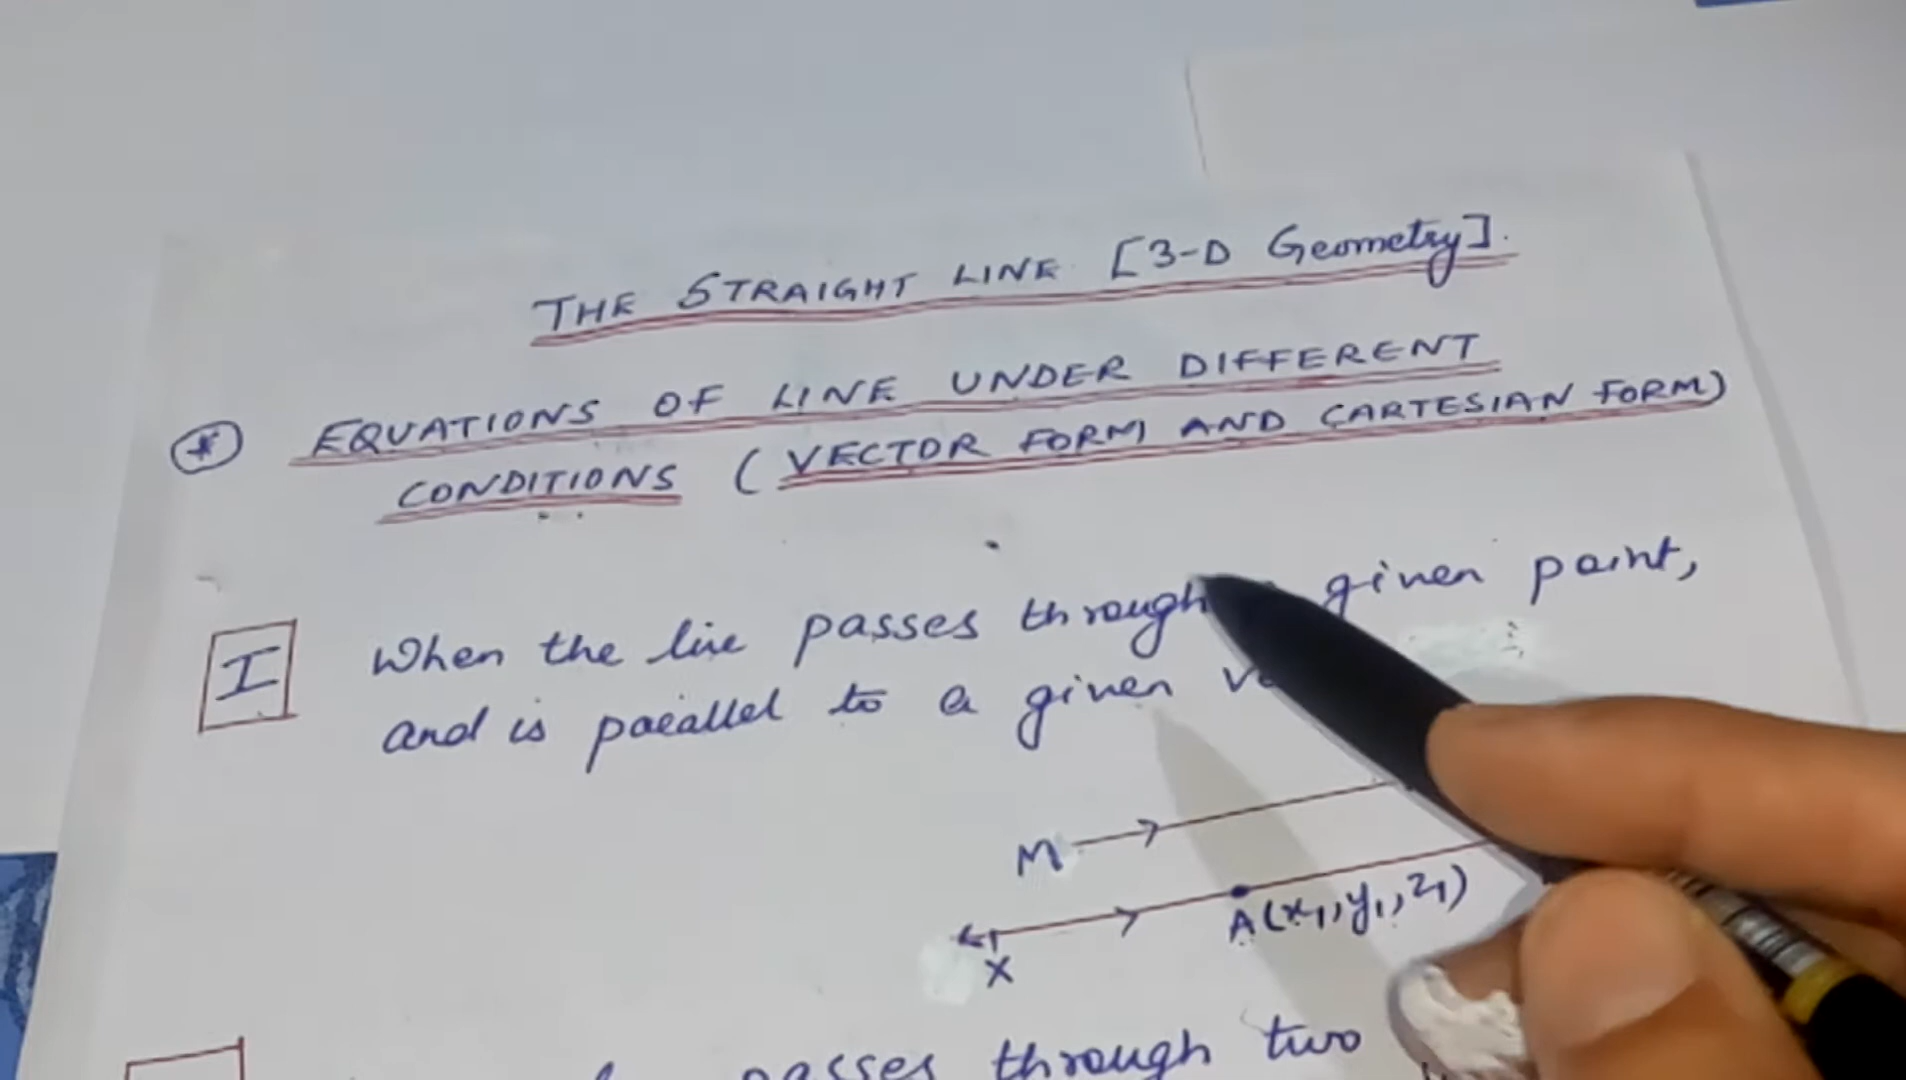 THE STRAIGHT LINE [3-D Geometry].
* EQUATIONS OF LINE UNDER DIFFERENT
CONDITIONS (VECTOR FORM AND CARTESIAN FORM)
I When the line passes through given point,
and is parallel to a given
M
A(x1, y1, z1)
X
passes through two